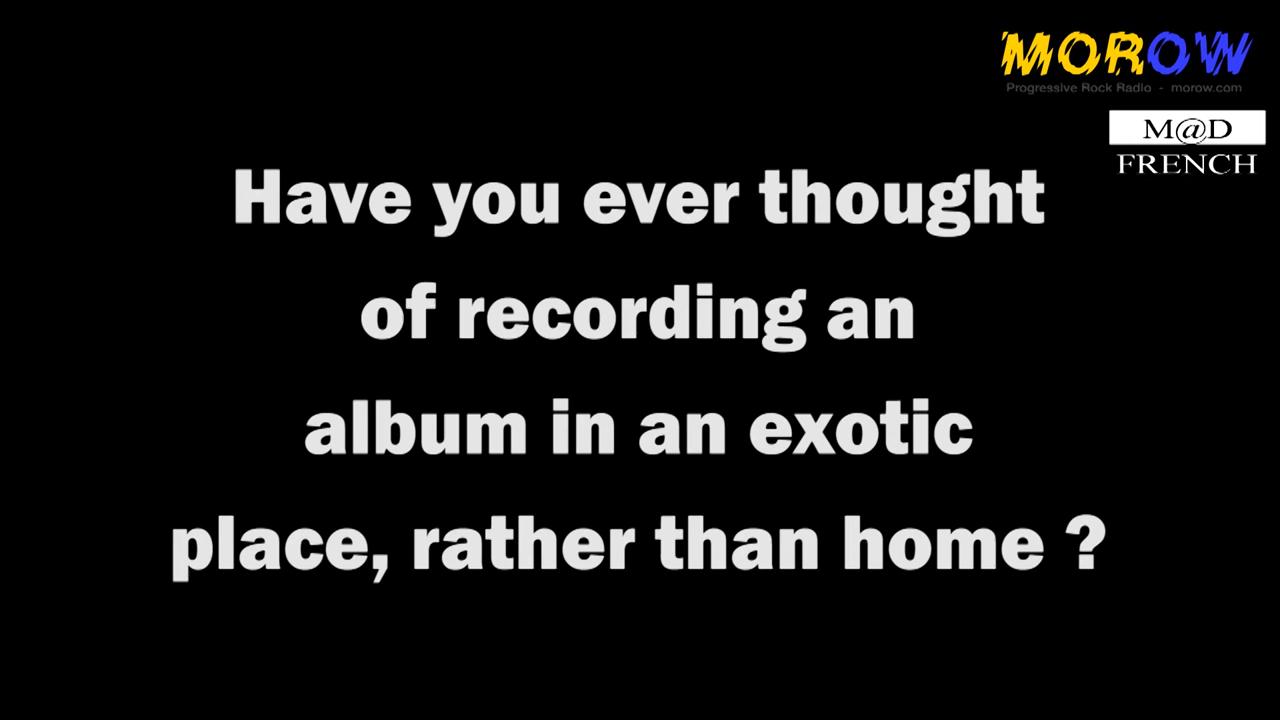 MOROW
Progressive Rock Radio - morow.com
M@D
FRENCH
Have you ever thought
of recording an
album in an exotic
place, rather than home ?